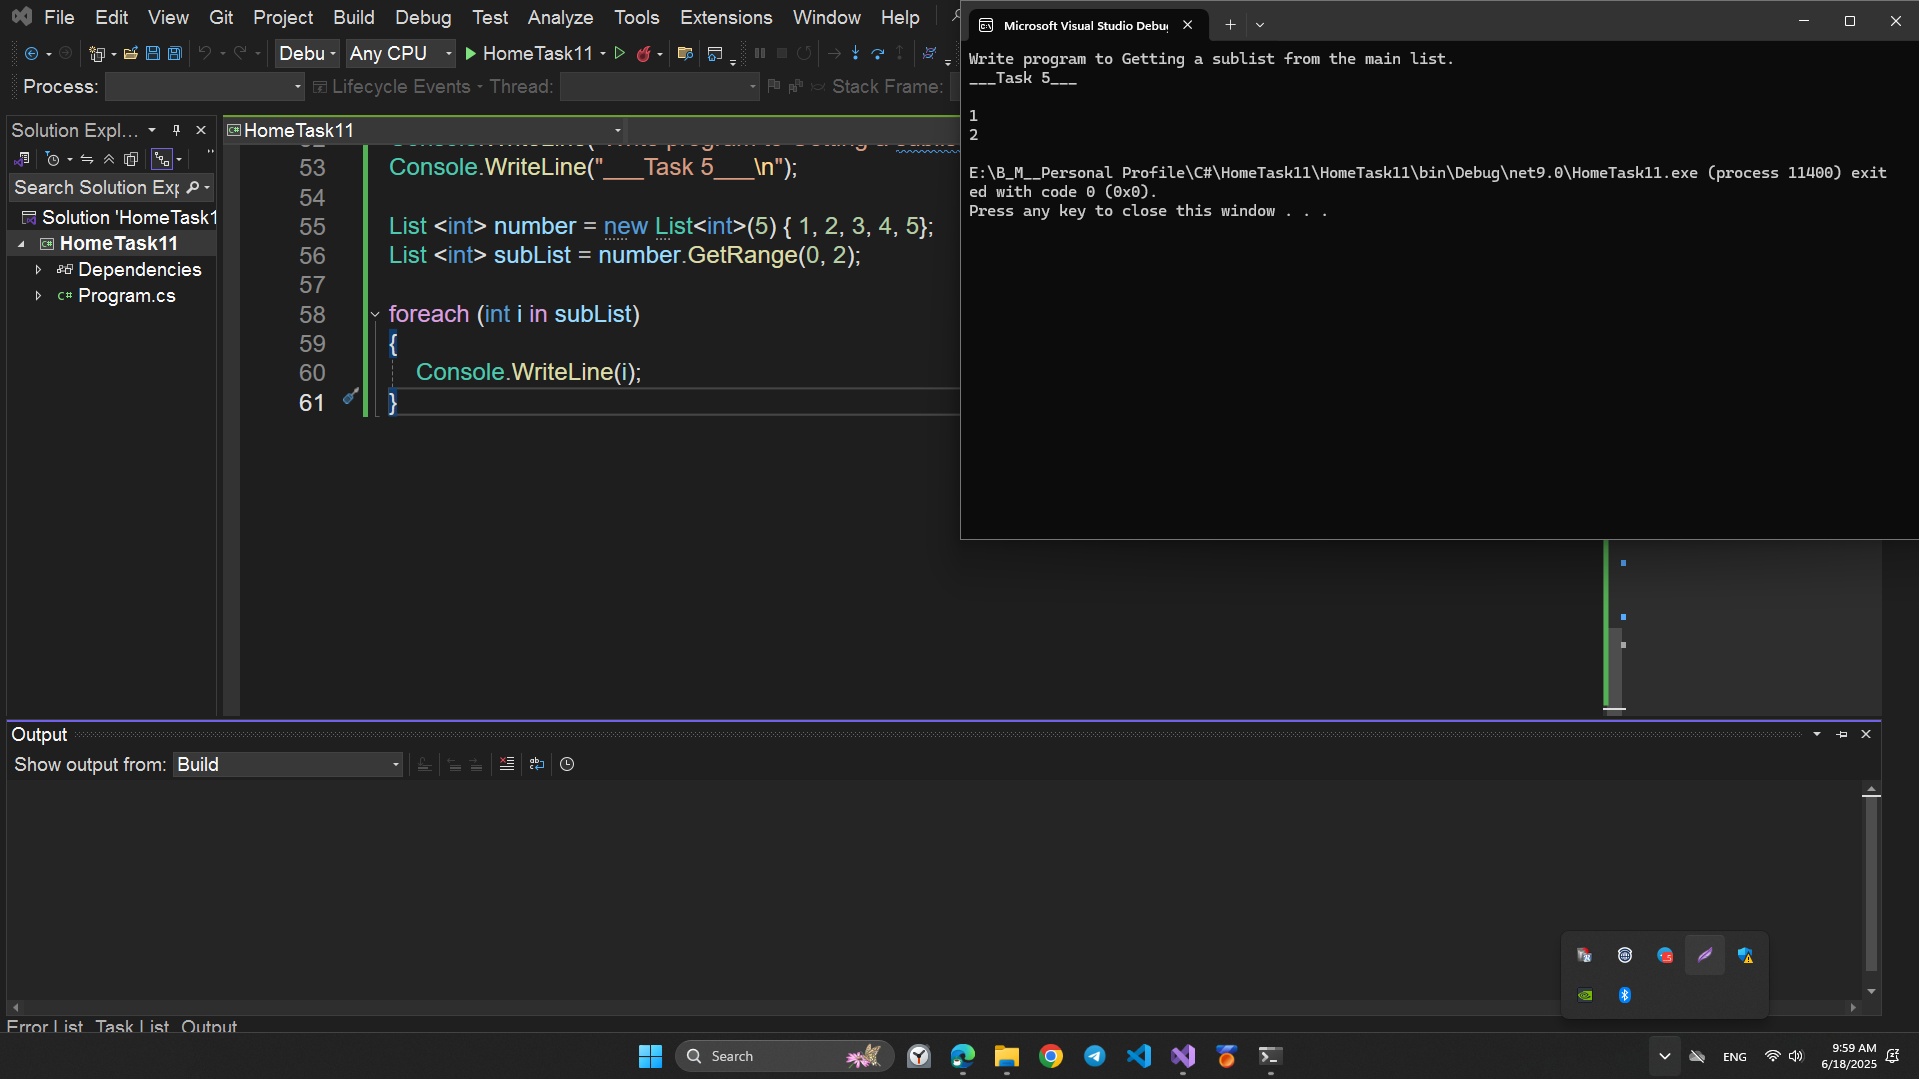 File Edit View Git Project Build Debug Test Analyze Tools Extensions Window Help
Debu Any CPU HomeTask11
Process: Lifecycle Events Thread: Stack Frame:
Solution Expl...
Search Solution Exp
Solution 'HomeTask1
HomeTask11
Dependencies
Program.cs
HomeTask11
53 Console.WriteLine("___Task 5___\n");
54
55 List <int> number = new List<int>(5) { 1, 2, 3, 4, 5};
56 List <int> subList = number.GetRange(0, 2);
57
58 foreach (int i in subList)
59 {
60 Console.WriteLine(i);
61 }
Microsoft Visual Studio Debu
Write program to Getting a sublist from the main list.
___Task 5___
1
2
E:\B_M__Personal Profile\C#\HomeTask11\HomeTask11\bin\Debug\net9.0\HomeTask11.exe (process 11400) exit
ed with code 0 (0x0).
Press any key to close this window . . .
Output
Show output from: Build
Error List Task List Output
Search
ENG
9:59 AM
6/18/2025